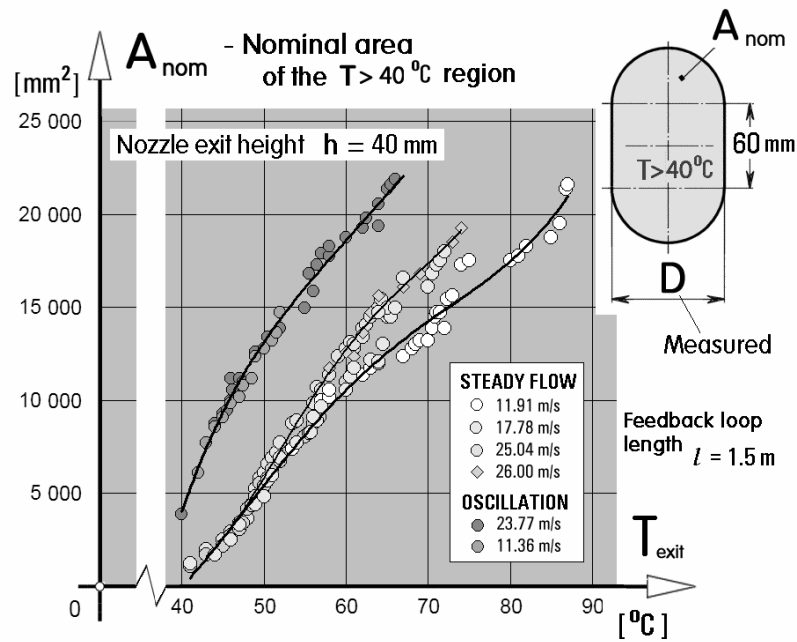 A nom - Nominal area
of the T > 40 °C region
[mm²]
25 000
20 000
15 000
10 000
5 000
0
Nozzle exit height h = 40 mm
A nom
60 mm
T>40°C
D
Measured
STEADY FLOW
11.91 m/s
17.78 m/s
25.04 m/s
26.00 m/s
OSCILLATION
23.77 m/s
11.36 m/s
Feedback loop
length l = 1.5 m
T exit
40 50 60 70 80 90
[°C]